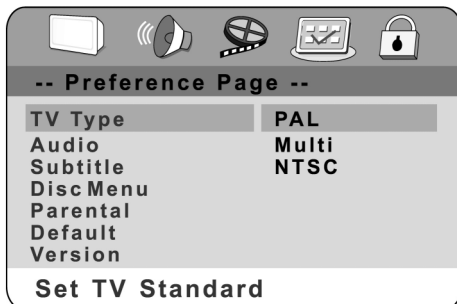 -- Preference Page --
TV Type PAL
Audio Multi
Subtitle NTSC
Disc Menu
Parental
Default
Version
Set TV Standard